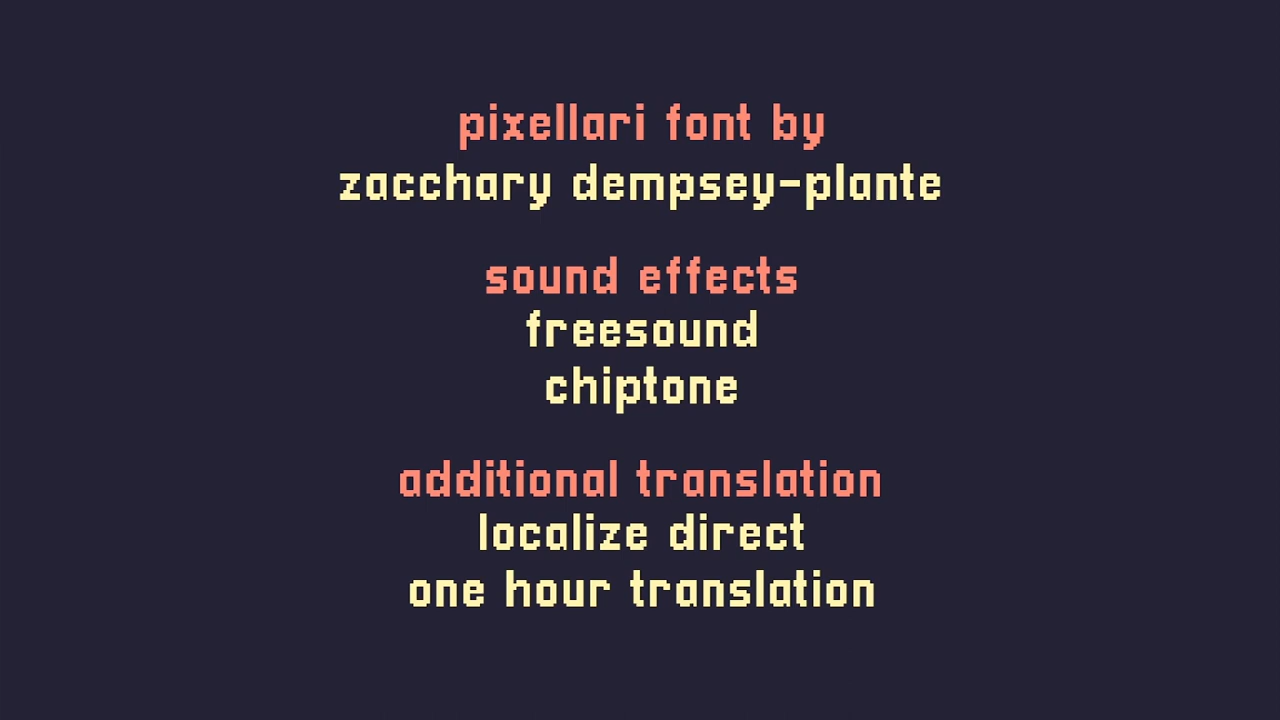 pixellari font by
zacchary dempsey-plante
sound effects
freesound
chiptone
additional translation
localize direct
one hour translation